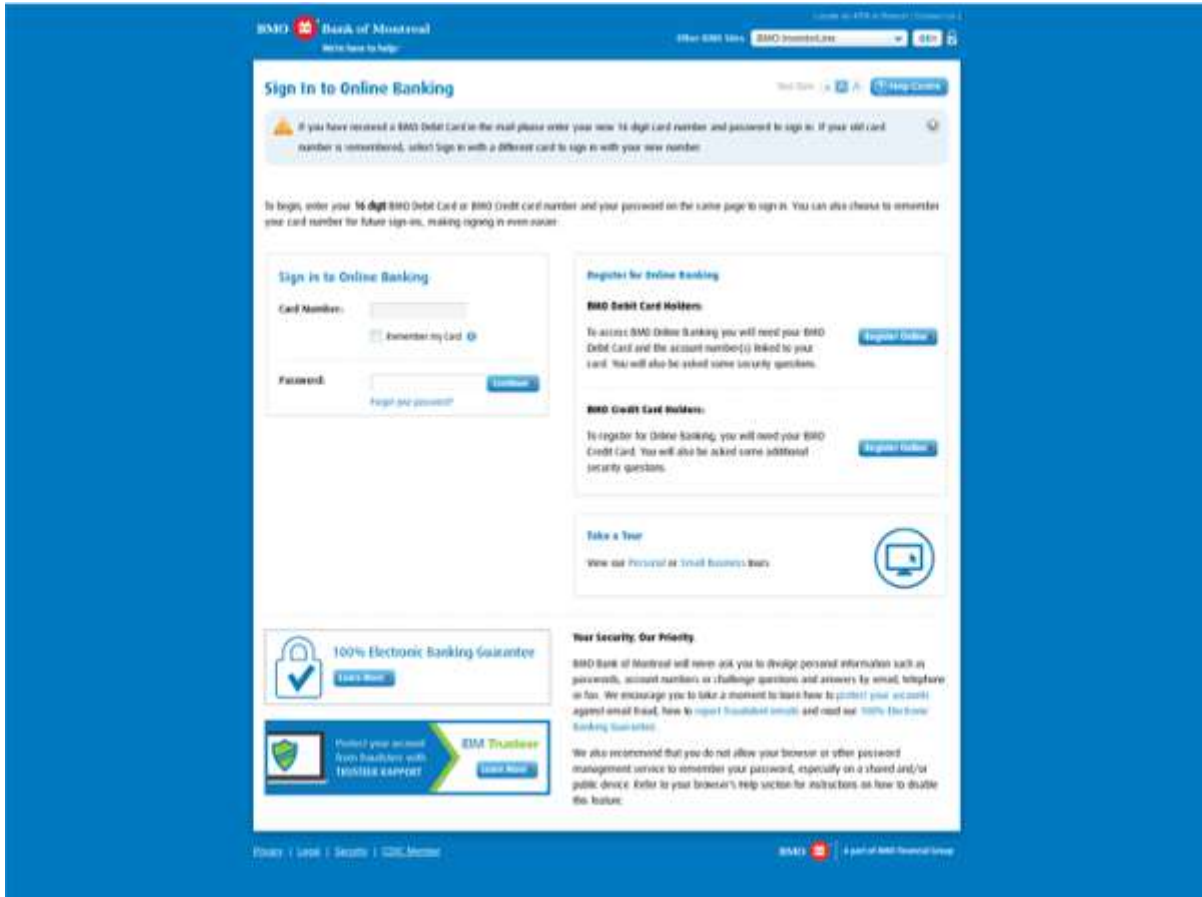 Locate an ATM or Branch | Contact Us |
BMO Bank of Montreal
We're here to help.
Other BMO Sites BMO InvestorLine GO
Sign In to Online Banking
Text Size A A A Help Centre
If you have received a BMO Debit Card in the mail please enter your new 16 digit card number and password to sign in. If your old card
number is remembered, select Sign in with a different card to sign in with your new number.
To begin, enter your 16 digit BMO Debit Card or BMO Credit card number and your password on the same page to sign in. You can also choose to remember
your card number for future sign-ins, making signing in even easier
Sign in to Online Banking
Card Number:
Remember my Card
Password:
Continue
Forgot your password?
Register for Online Banking
BMO Debit Card Holders:
To access BMO Online Banking you will need your BMO
Debit Card and the account number(s) linked to your
card. You will also be asked some security questions.
Register Online
BMO Credit Card Holders:
To register for Online Banking, you will need your BMO
Credit Card. You will also be asked some additional
security questions.
Register Online
Take a Tour
View our Personal or Small Business tours
100% Electronic Banking Guarantee
Learn More
Protect your account
from fraudsters with
TRUSTEER RAPPORT
IBM Trusteer
Learn More
Your Security. Our Priority.
BMO Bank of Montreal will never ask you to divulge personal information such as
passwords, account numbers or challenge questions and answers by email, telephone
or fax. We encourage you to take a moment to learn how to protect your accounts
against email fraud, how to report fraudulent emails and read our 100% Electronic
Banking Guarantee.
We also recommend that you do not allow your browser or other password
management service to remember your password, especially on a shared and/or
public device. Refer to your browser's Help section for instructions on how to disable
this feature.
Privacy | Legal | Security | CDIC Member
BMO A part of BMO Financial Group